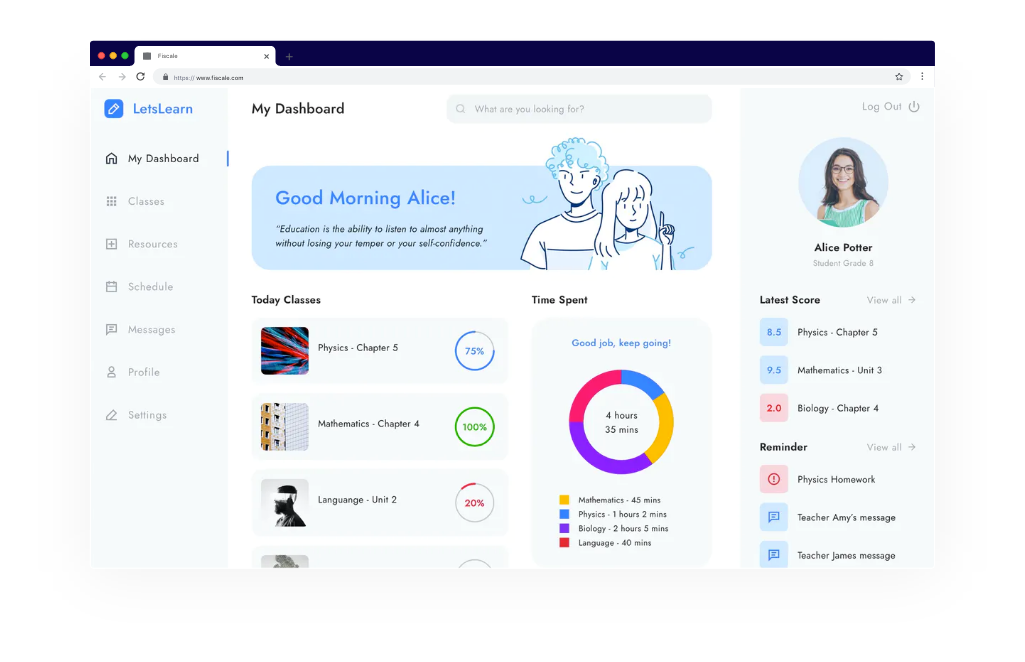 Fiscale
https:// www.fiscale.com
LetsLearn
My Dashboard
Classes
Resources
Schedule
Messages
Profile
Settings
My Dashboard
What are you looking for?
Good Morning Alice!
“Education is the ability to listen to almost anything
without losing your temper or your self-confidence.”
Today Classes
Physics - Chapter 5
75%
Mathematics - Chapter 4
100%
Languange - Unit 2
20%
Time Spent
Good job, keep going!
4 hours
35 mins
Mathematics - 45 mins
Physics - 1 hours 2 mins
Biology - 2 hours 5 mins
Language - 40 mins
Log Out
Alice Potter
Student Grade 8
Latest Score View all
8.5 Physics - Chapter 5
9.5 Mathematics - Unit 3
2.0 Biology - Chapter 4
Reminder View all
Physics Homework
Teacher Amy’s message
Teacher James message